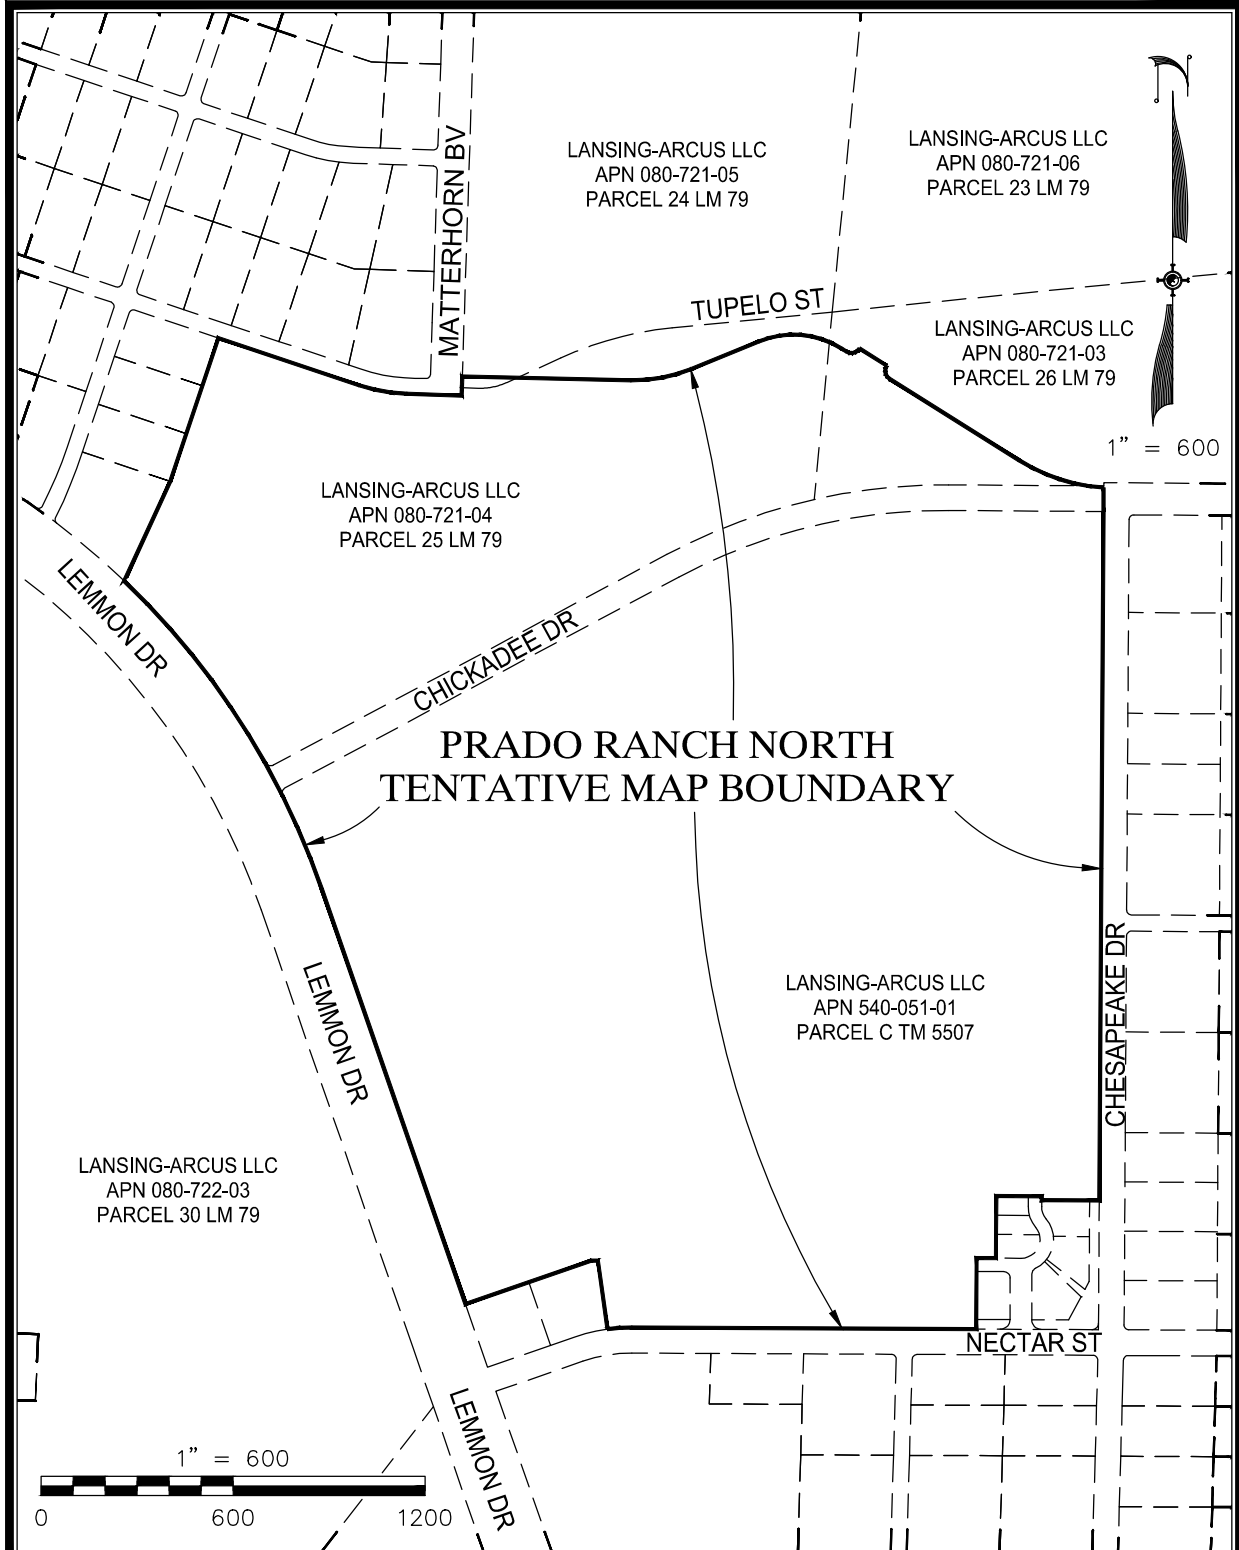 LANSING-ARCUS LLC
APN 080-721-05
PARCEL 24 LM 79
LANSING-ARCUS LLC
APN 080-721-06
PARCEL 23 LM 79
MATTERHORN BV
TUPELO ST
LANSING-ARCUS LLC
APN 080-721-03
PARCEL 26 LM 79
1” = 600
LANSING-ARCUS LLC
APN 080-721-04
PARCEL 25 LM 79
LEMMON DR
CHICKADEE DR
PRADO RANCH NORTH
TENTATIVE MAP BOUNDARY
LEMMON DR
LANSING-ARCUS LLC
APN 540-051-01
PARCEL C TM 5507
CHESAPEAKE DR
LANSING-ARCUS LLC
APN 080-722-03
PARCEL 30 LM 79
NECTAR ST
LEMMON DR
1” = 600
0 600 1200